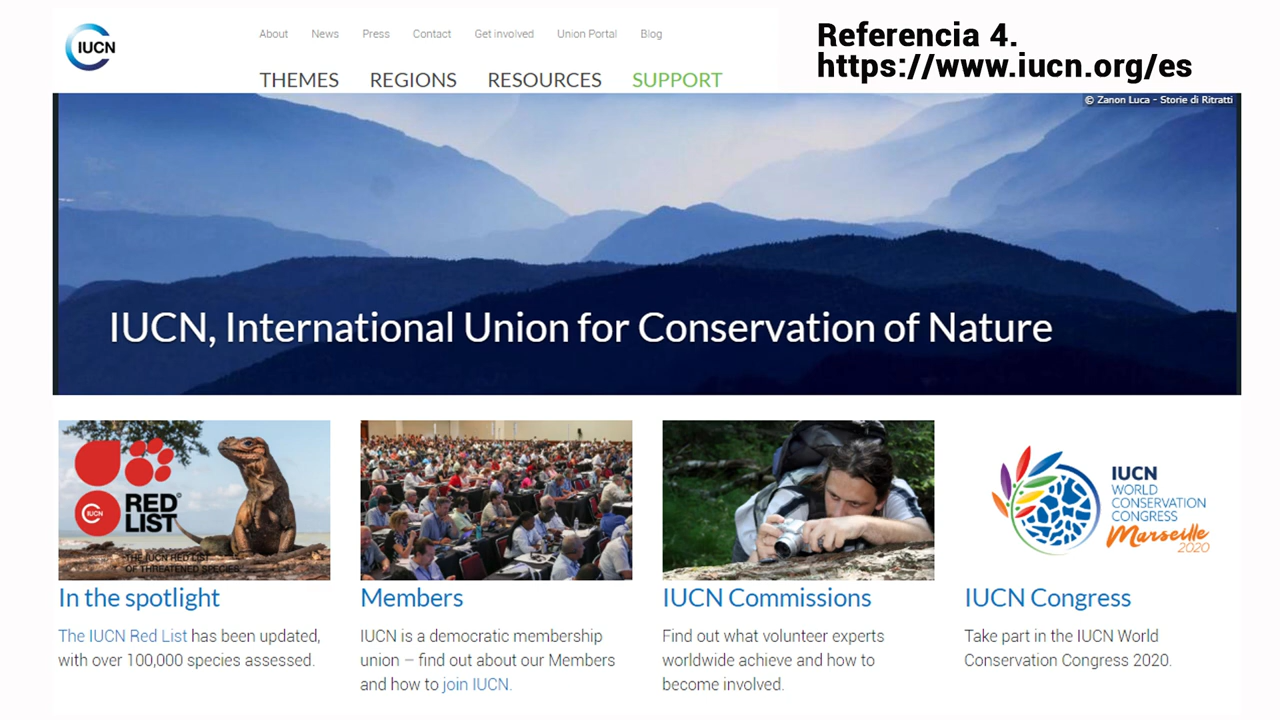 IUCN
About News Press Contact Get involved Union Portal Blog
THEMES REGIONS RESOURCES SUPPORT
Referencia 4.
https://www.iucn.org/es
© Zanon Luca - Storie di Ritratti
IUCN, International Union for Conservation of Nature
RED
LIST
IUCN
THE IUCN RED LIST
OF THREATENED SPECIES
IUCN
WORLD
CONSERVATION
CONGRESS
Marseille
2020
In the spotlight
The IUCN Red List has been updated,
with over 100,000 species assessed.
Members
IUCN is a democratic membership
union – find out about our Members
and how to join IUCN.
IUCN Commissions
Find out what volunteer experts
worldwide achieve and how to
become involved.
IUCN Congress
Take part in the IUCN World
Conservation Congress 2020.